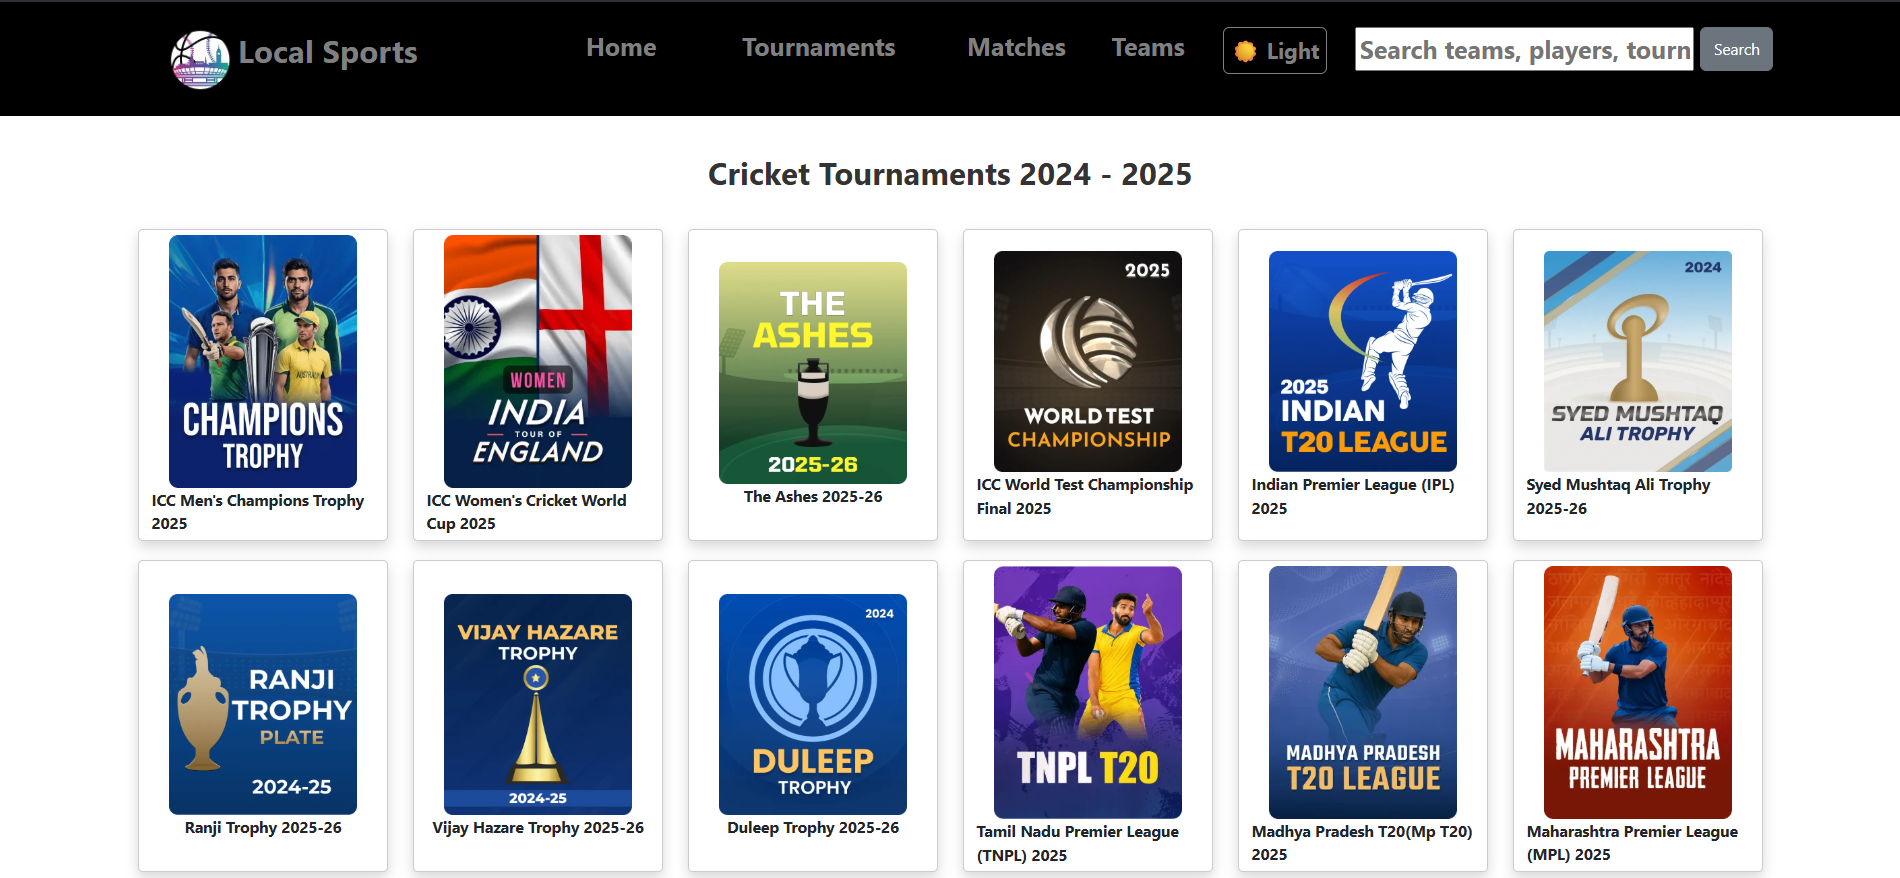 Local Sports
Home
Tournaments
Matches
Teams
Light
Search teams, players, tourn
Search
Cricket Tournaments 2024 - 2025
AUSTRALIA
CHAMPIONS
TROPHY
ICC Men's Champions Trophy
2025
WOMEN
INDIA
TOUR OF
ENGLAND
ICC Women's Cricket World
Cup 2025
THE
ASHES
2025-26
The Ashes 2025-26
2025
WORLD TEST
CHAMPIONSHIP
ICC World Test Championship
Final 2025
2025
INDIAN
T20 LEAGUE
Indian Premier League (IPL)
2025
2024
SYED MUSHTAQ
ALI TROPHY
Syed Mushtaq Ali Trophy
2025-26
RANJI
TROPHY
PLATE
2024-25
Ranji Trophy 2025-26
VIJAY HAZARE
TROPHY
2024-25
Vijay Hazare Trophy 2025-26
2024
DULEEP
TROPHY
Duleep Trophy 2025-26
TNPL T20
Tamil Nadu Premier League
(TNPL) 2025
MADHYA PRADESH
T20 LEAGUE
Madhya Pradesh T20(Mp T20)
2025
MAHARASHTRA
PREMIER LEAGUE
Maharashtra Premier League
(MPL) 2025